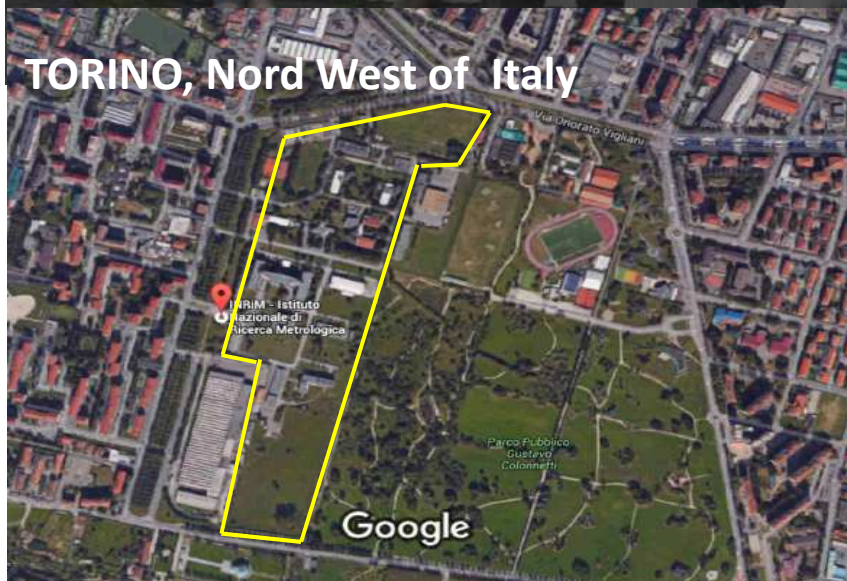 TORINO, Nord West of  Italy
Via Onorato Vigliani
INRIM - Istituto
Nazionale di
Ricerca Metrologica
Parco Pubblico
Gustavo
Colonnetti
Google